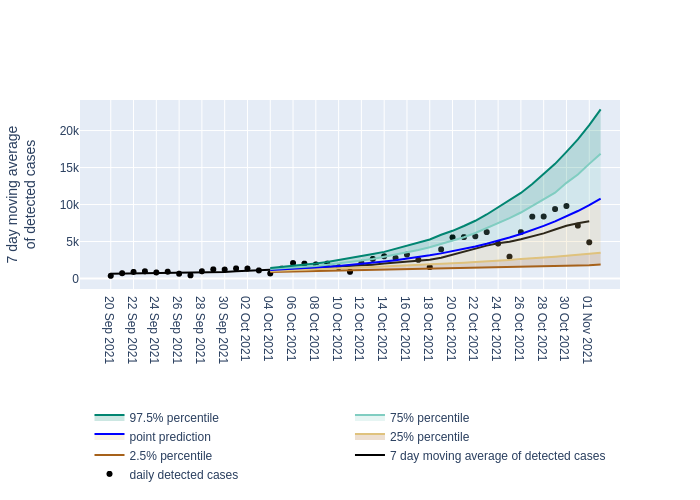 7 day moving average
of detected cases
20k
15k
10k
5k
0
20 Sep 2021
22 Sep 2021
24 Sep 2021
26 Sep 2021
28 Sep 2021
30 Sep 2021
02 Oct 2021
04 Oct 2021
06 Oct 2021
08 Oct 2021
10 Oct 2021
12 Oct 2021
14 Oct 2021
16 Oct 2021
18 Oct 2021
20 Oct 2021
22 Oct 2021
24 Oct 2021
26 Oct 2021
28 Oct 2021
30 Oct 2021
01 Nov 2021
97.5% percentile
75% percentile
point prediction
25% percentile
2.5% percentile
7 day moving average of detected cases
daily detected cases